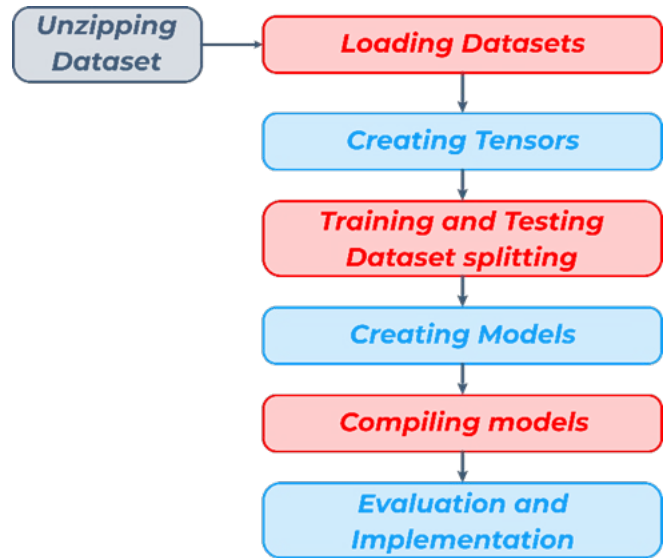 Unzipping
Dataset
Loading Datasets
Creating Tensors
Training and Testing
Dataset splitting
Creating Models
Compiling models
Evaluation and
Implementation